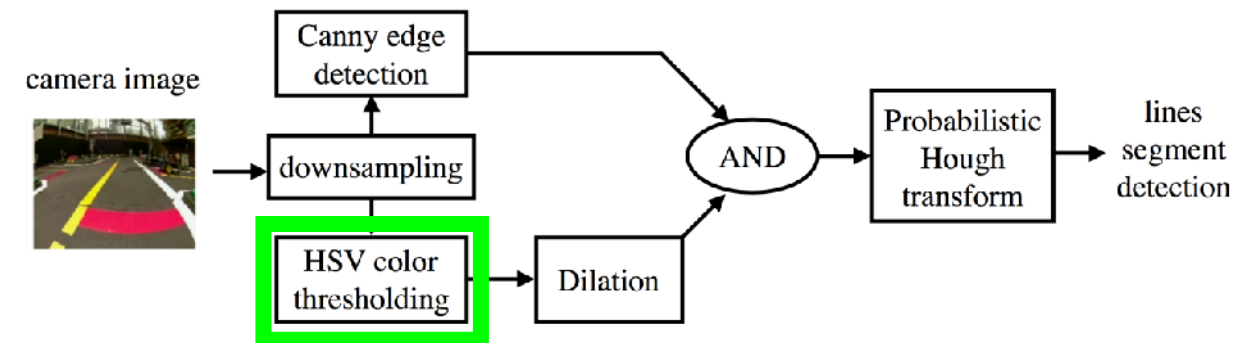 camera image
Canny edge
detection
downsampling
HSV color
thresholding
Dilation
AND
Probabilistic
Hough
transform
lines
segment
detection